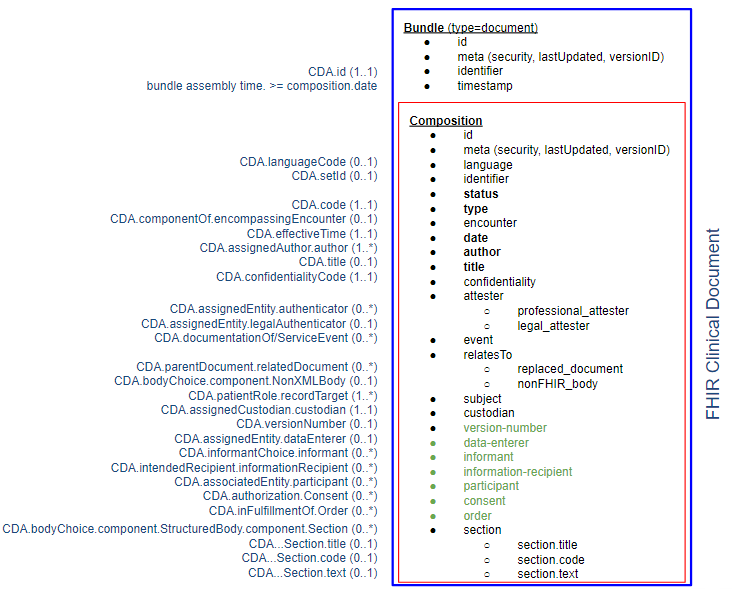 Bundle (type=document)
● id
● meta (security, lastUpdated, versionID)
CDA.id (1..1) ● identifier
bundle assembly time. >= composition.date ● timestamp
Composition
● id
● meta (security, lastUpdated, versionID)
CDA.languageCode (0..1) ● language
CDA.setId (0..1) ● identifier
● status
CDA.code (1..1) ● type
CDA.componentOf.encompassingEncounter (0..1) ● encounter
CDA.effectiveTime (1..1) ● date
CDA.assignedAuthor.author (1..*) ● author
CDA.title (0..1) ● title
CDA.confidentialityCode (1..1) ● confidentiality
● attester
CDA.assignedEntity.authenticator (0..*) ○ professional_attester
CDA.assignedEntity.legalAuthenticator (0..1) ○ legal_attester
CDA.documentationOf/ServiceEvent (0..*) ● event
● relatesTo
CDA.parentDocument.relatedDocument (0..*) ○ replaced_document
CDA.bodyChoice.component.NonXMLBody (0..1) ○ nonFHIR_body
CDA.patientRole.recordTarget (1..*) ● subject
CDA.assignedCustodian.custodian (1..1) ● custodian
CDA.versionNumber (0..1) ● version-number
CDA.assignedEntity.dataEnterer (0..1) ● data-enterer
CDA.informantChoice.informant (0..*) ● informant
CDA.intendedRecipient.informationRecipient (0..*) ● information-recipient
CDA.associatedEntity.participant (0..*) ● participant
CDA.authorization.Consent (0..*) ● consent
CDA.inFulfillmentOf.Order (0..*) ● order
CDA.bodyChoice.component.StructuredBody.component.Section (0..*) ● section
CDA...Section.title (0..1) ○ section.title
CDA...Section.code (0..1) ○ section.code
CDA...Section.text (0..1) ○ section.text
FHIR Clinical Document